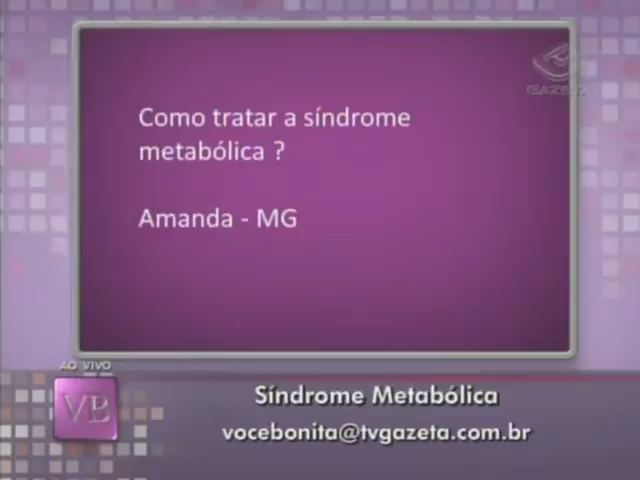 GAZETA
Como tratar a síndrome
metabólica ?
Amanda - MG
AO VIVO
VB
Síndrome Metabólica
vocebonita@tvgazeta.com.br